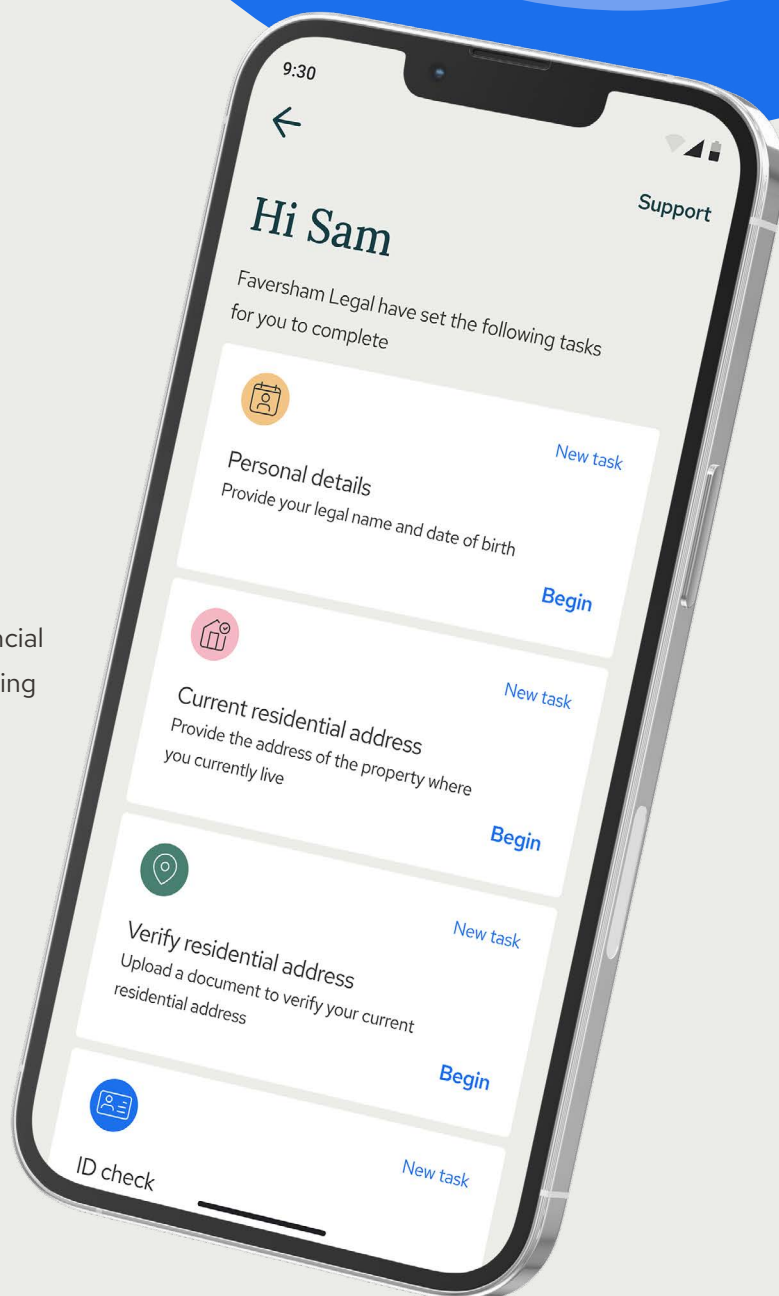 9:30
Support
Hi Sam
Faversham Legal have set the following tasks
for you to complete
New task
Personal details
Provide your legal name and date of birth
Begin
New task
Current residential address
Provide the address of the property where
you currently live
Begin
ncial
ing
New task
Verify residential address
Upload a document to verify your current
residential address
Begin
New task
ID check